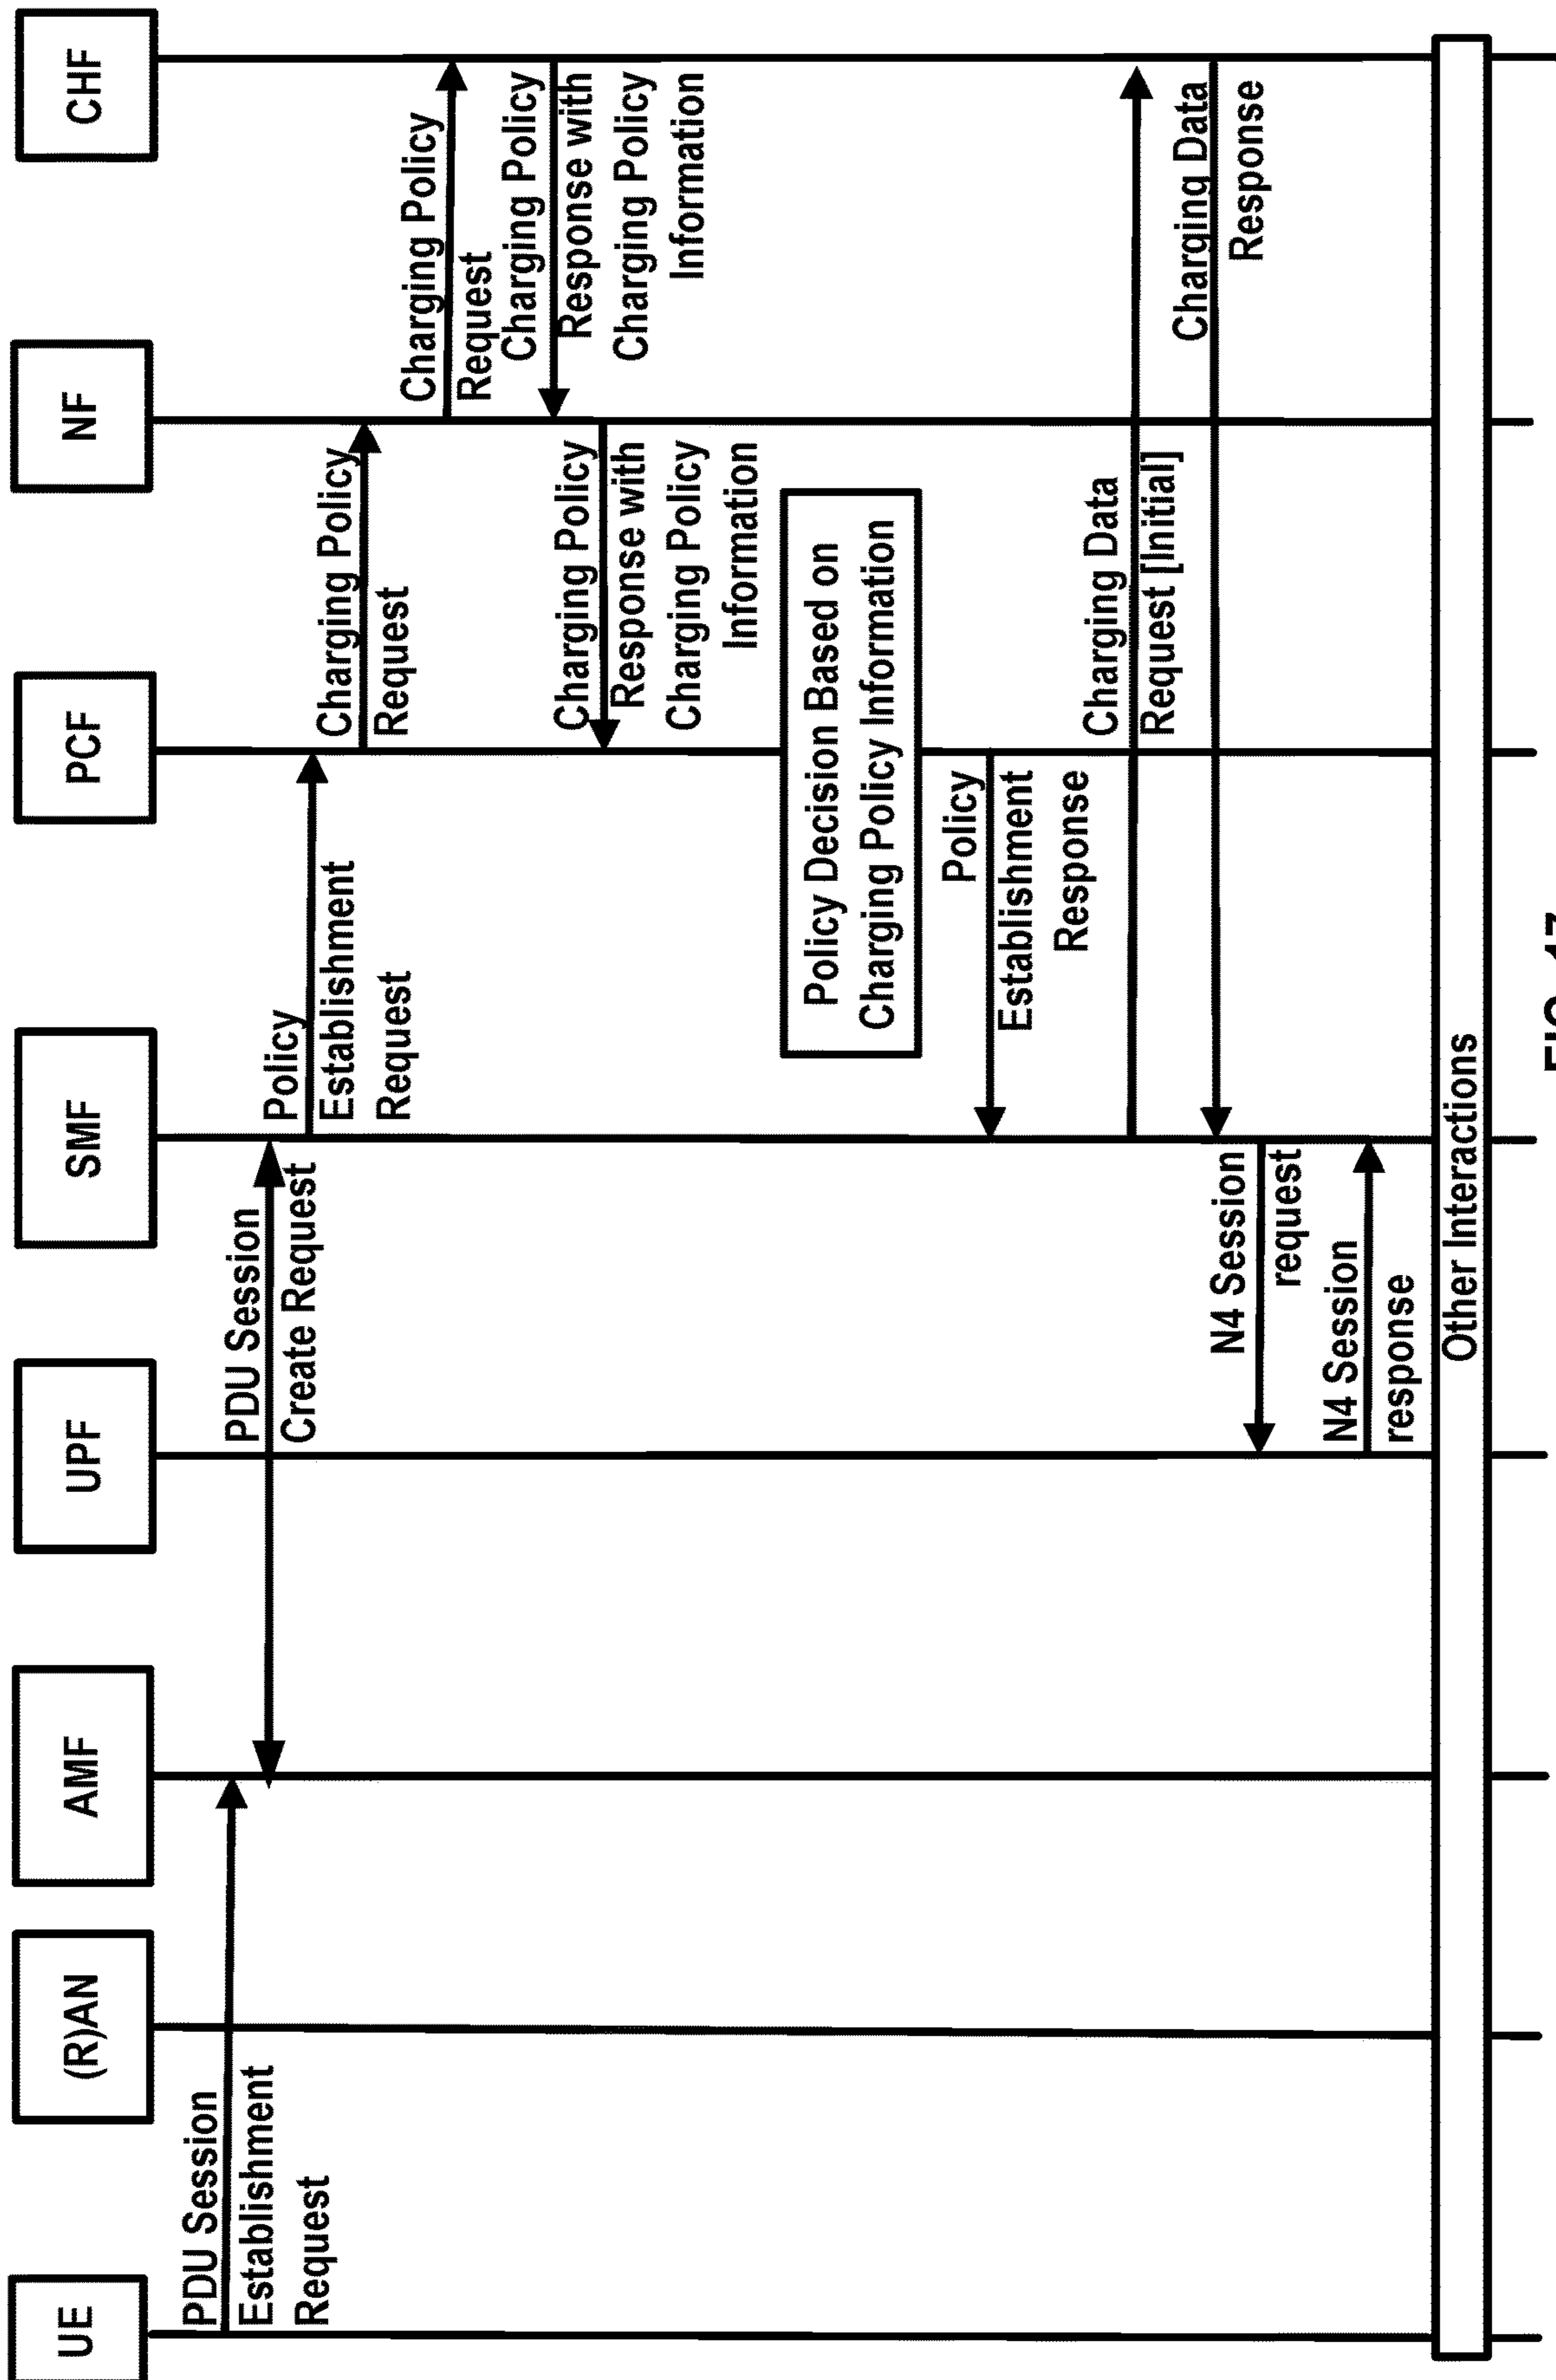 UE
(R)AN
AMF
UPF
SMF
PCF
NF
CHF
PDU Session
Establishment
Request
PDU Session
Create Request
Policy
Establishment
Request
Charging Policy
Request
Charging Policy
Request
Charging Policy
Response with
Charging Policy
Information
Charging Policy
Response with
Charging Policy
Information
Policy Decision Based on
Charging Policy Information
Policy
Establishment
Response
Charging Data
Request [Initial]
Charging Data
Response
N4 Session
request
N4 Session
response
Other Interactions